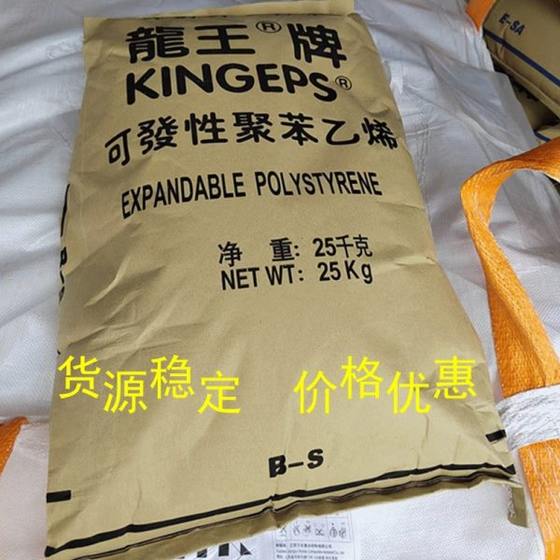 龍王®牌
KINGEPS®
可發性聚苯乙烯
EXPANDABLE POLYSTYRENE
净 重: 25千克
NET WT: 25Kg
货源稳定 价格优惠
B-S
E-SA